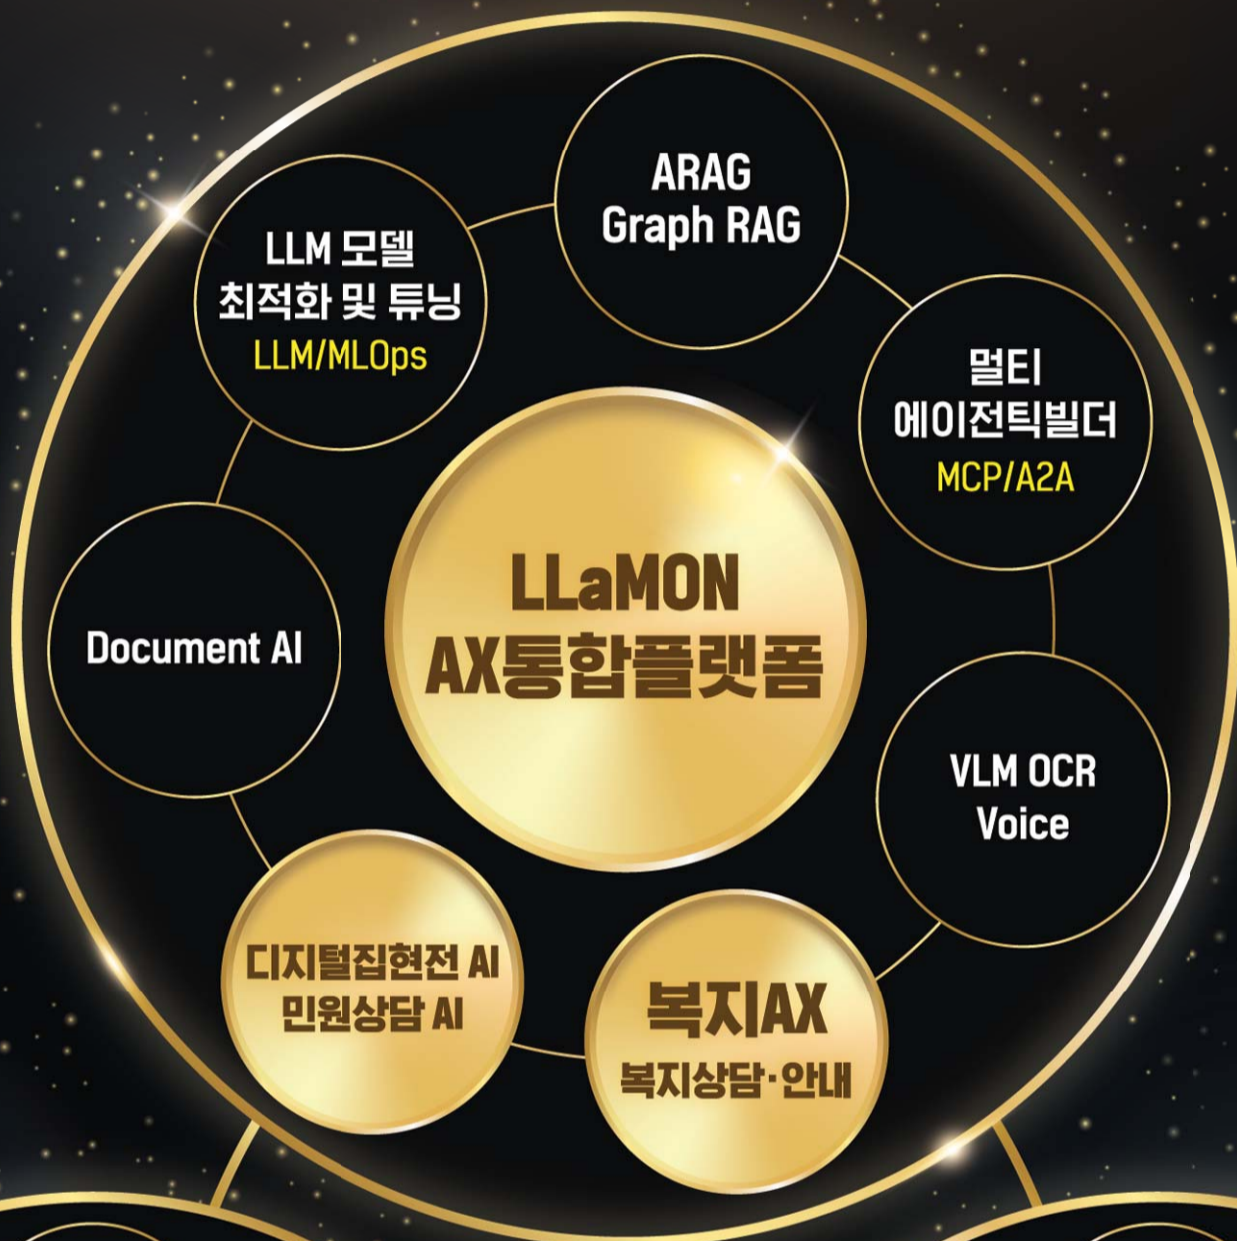 ARAG
Graph RAG
LLM 모델
최적화 및 튜닝
LLM/MLOps
멀티
에이전틱빌더
MCP/A2A
LLaMON
AX통합플랫폼
Document AI
VLM OCR
Voice
디지털집현전 AI
민원상담 AI
복지AX
복지상담·안내